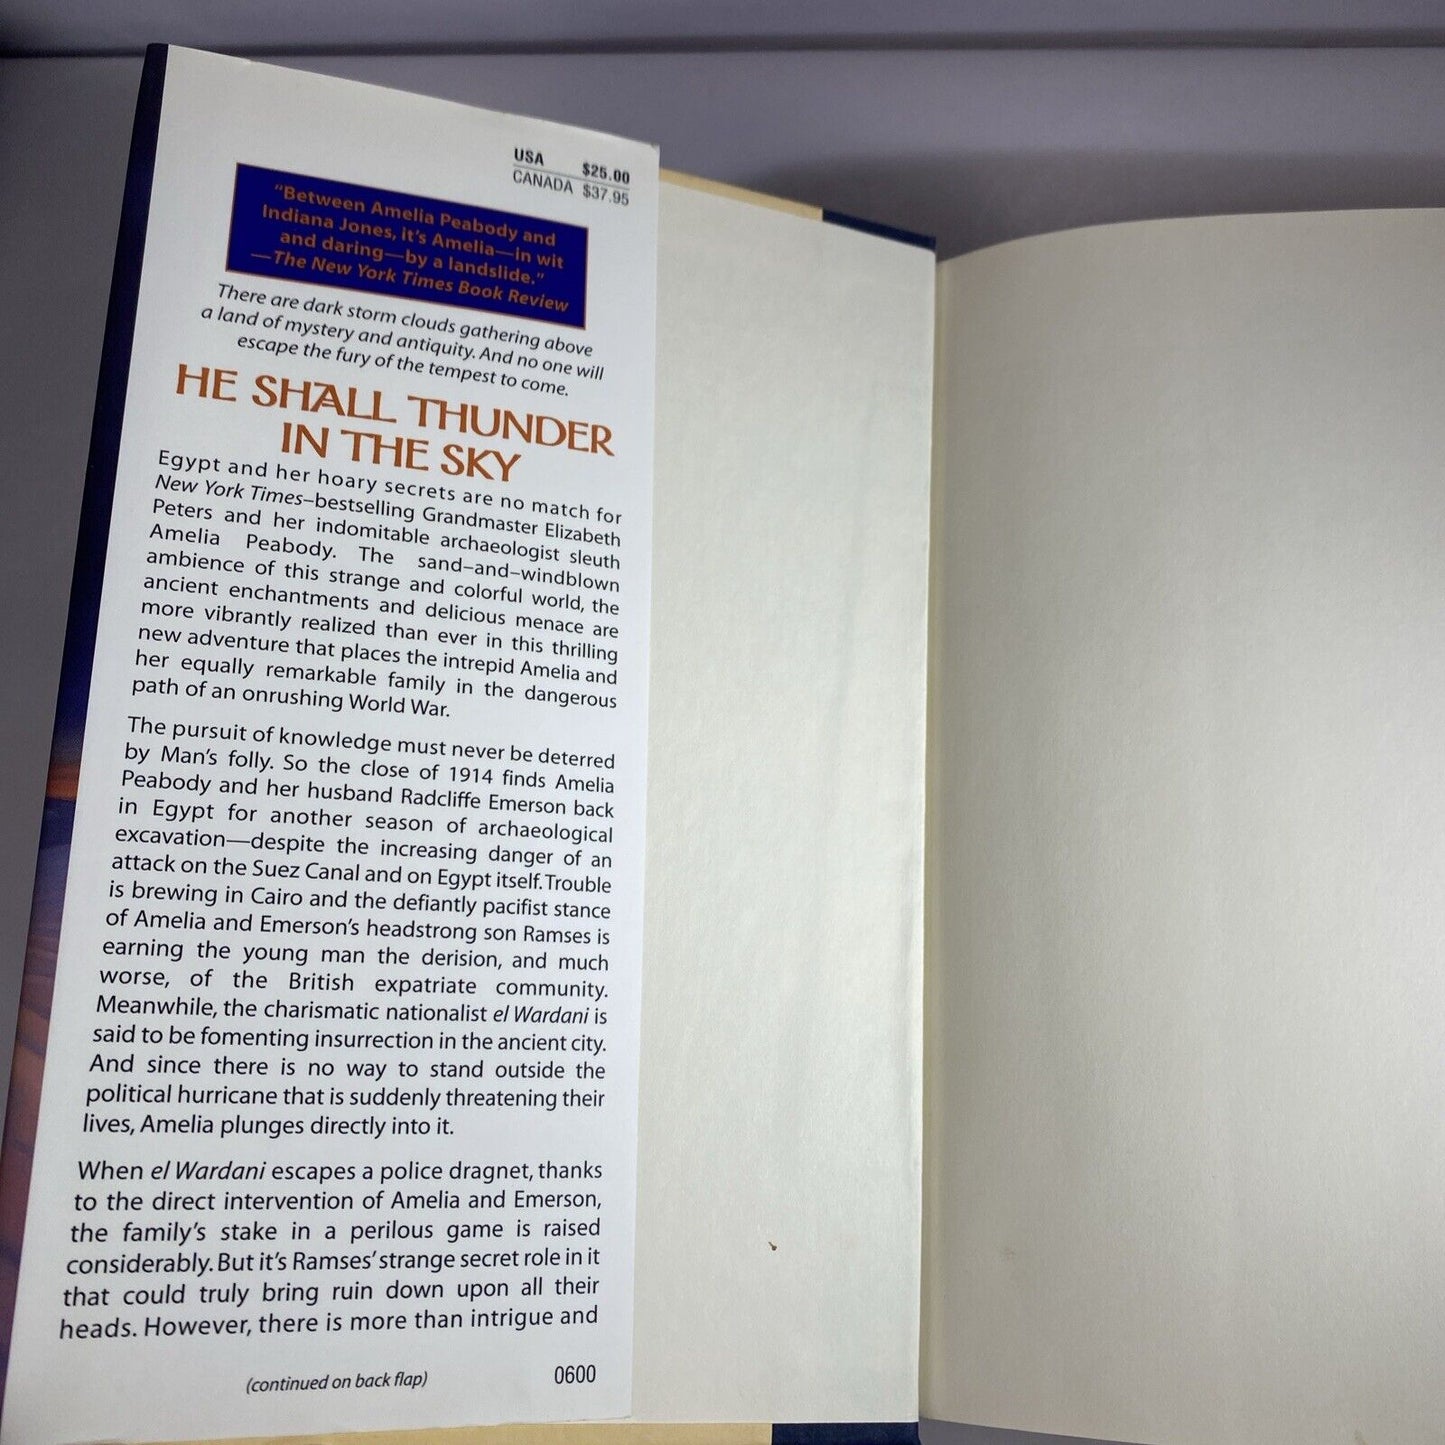 USA $25.00
CANADA $37.95
"Between Amelia Peabody and
Indiana Jones, it's Amelia—in wit
and daring—by a landslide."
—The New York Times Book Review
There are dark storm clouds gathering above
a land of mystery and antiquity. And no one will
escape the fury of the tempest to come.
HE SHALL THUNDER
IN THE SKY
Egypt and her hoary secrets are no match for
New York Times–bestselling Grandmaster Elizabeth
Peters and her indomitable archaeologist sleuth
Amelia Peabody. The sand–and–windblown
ambience of this strange and colorful world, the
ancient enchantments and delicious menace are
more vibrantly realized than ever in this thrilling
new adventure that places the intrepid Amelia and
her equally remarkable family in the dangerous
path of an onrushing World War.
The pursuit of knowledge must never be deterred
by Man's folly. So the close of 1914 finds Amelia
Peabody and her husband Radcliffe Emerson back
in Egypt for another season of archaeological
excavation—despite the increasing danger of an
attack on the Suez Canal and on Egypt itself. Trouble
is brewing in Cairo and the defiantly pacifist stance
of Amelia and Emerson's headstrong son Ramses is
earning the young man the derision, and much
worse, of the British expatriate community.
Meanwhile, the charismatic nationalist el Wardani is
said to be fomenting insurrection in the ancient city.
And since there is no way to stand outside the
political hurricane that is suddenly threatening their
lives, Amelia plunges directly into it.
When el Wardani escapes a police dragnet, thanks
to the direct intervention of Amelia and Emerson,
the family's stake in a perilous game is raised
considerably. But it's Ramses' strange secret role in it
that could truly bring ruin down upon all their
heads. However, there is more than intrigue and
(continued on back flap) 0600